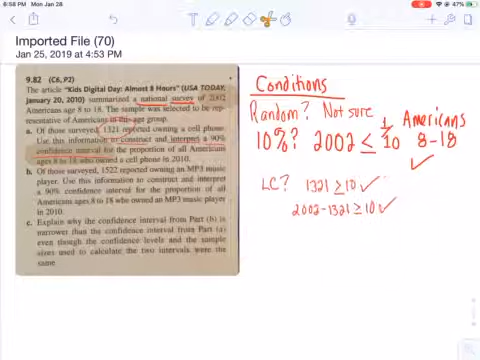 6:58 PM Mon Jan 28
Imported File (70)
Jan 25, 2019 at 4:53 PM
9.82 (C6, P2)
The article “Kids Digital Day: Almost 8 Hours” (USA TODAY,
January 20, 2010) summarized a national survey of 2002
Americans age 8 to 18. The sample was selected to be rep-
resentative of Americans in this age group.
a. Of those surveyed, 1321 reported owning a cell phone.
Use this information to construct and interpret a 90%
confidence interval for the proportion of all Americans
ages 8 to 18 who owned a cell phone in 2010.
b. Of those surveyed, 1522 reported owning an MP3 music
player. Use this information to construct and interpret
a 90% confidence interval for the proportion of all
Americans ages 8 to 18 who owned an MP3 music player
in 2010.
c. Explain why the confidence interval from Part (b) is
narrower than the confidence interval from Part (a)
even though the confidence levels and the sample
sizes used to calculate the two intervals were the
same.
Conditions
Random? Not sure
10%? 2002 ≤ 1/10 Americans 8-18 ✓
LC? 1321 ≥ 10 ✓
2002-1321 ≥ 10 ✓